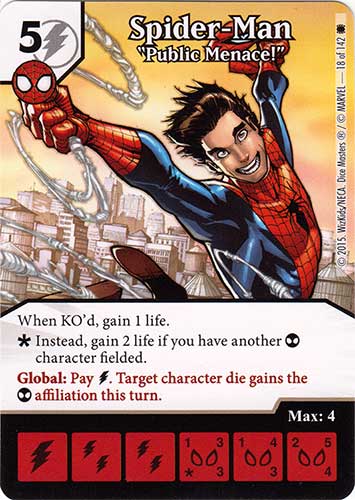 5
Spider-Man
"Public Menace!"
© 2015. WizKids/NECA. Dice Masters ® / © MARVEL — 18 of 142
When KO'd, gain 1 life.
* Instead, gain 2 life if you have another
character fielded.
Global: Pay . Target character die gains the
affiliation this turn.
Max: 4
1 3
* 3
1 4
3
2 5
4